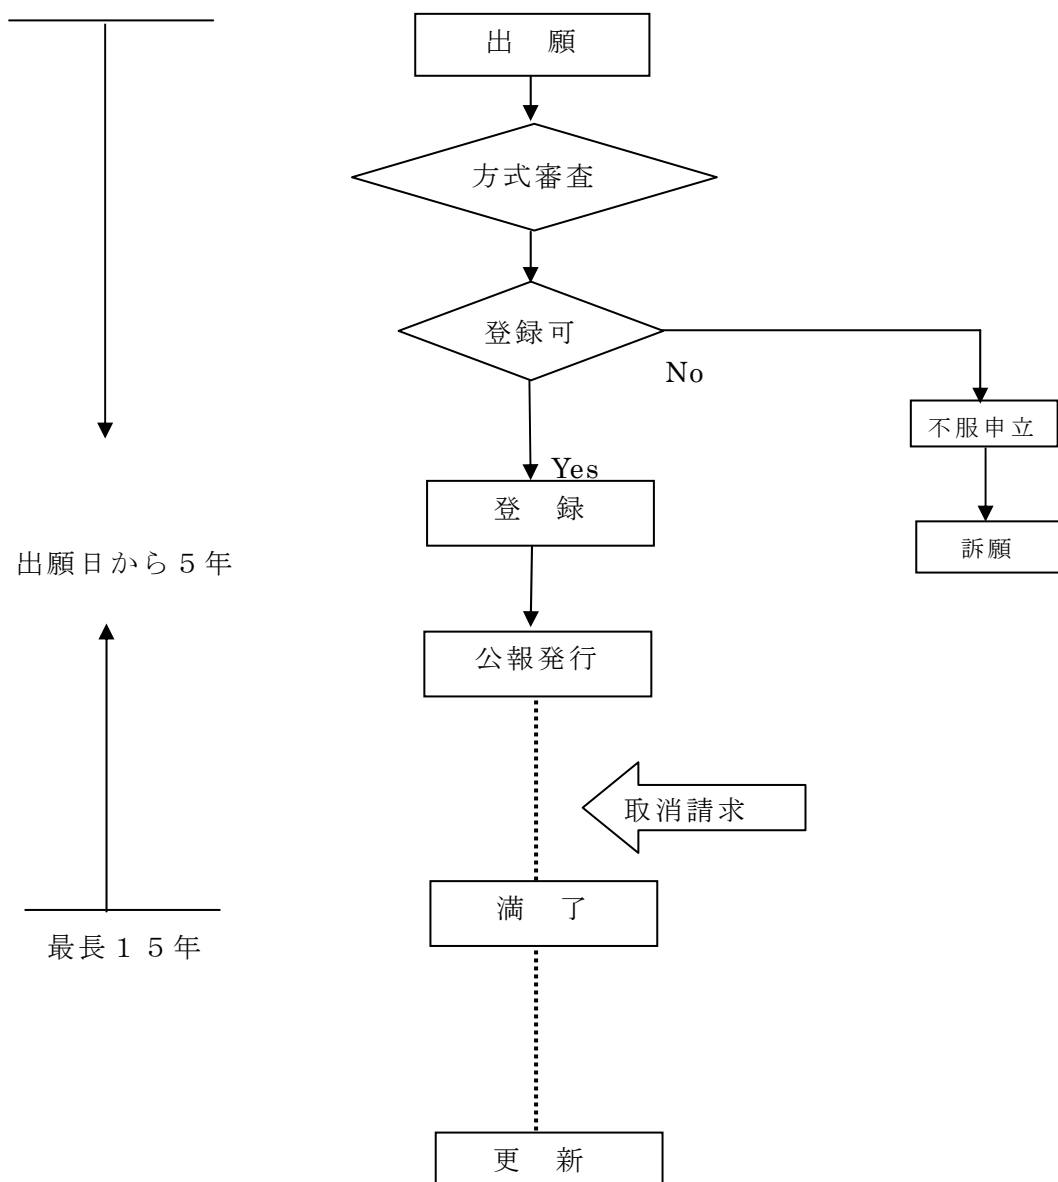 出　願
方式審査
登録可
No
不服申立
Yes
登　録
訴願
出願日から５年
公報発行
取消請求
満　了
最長１５年
更　新